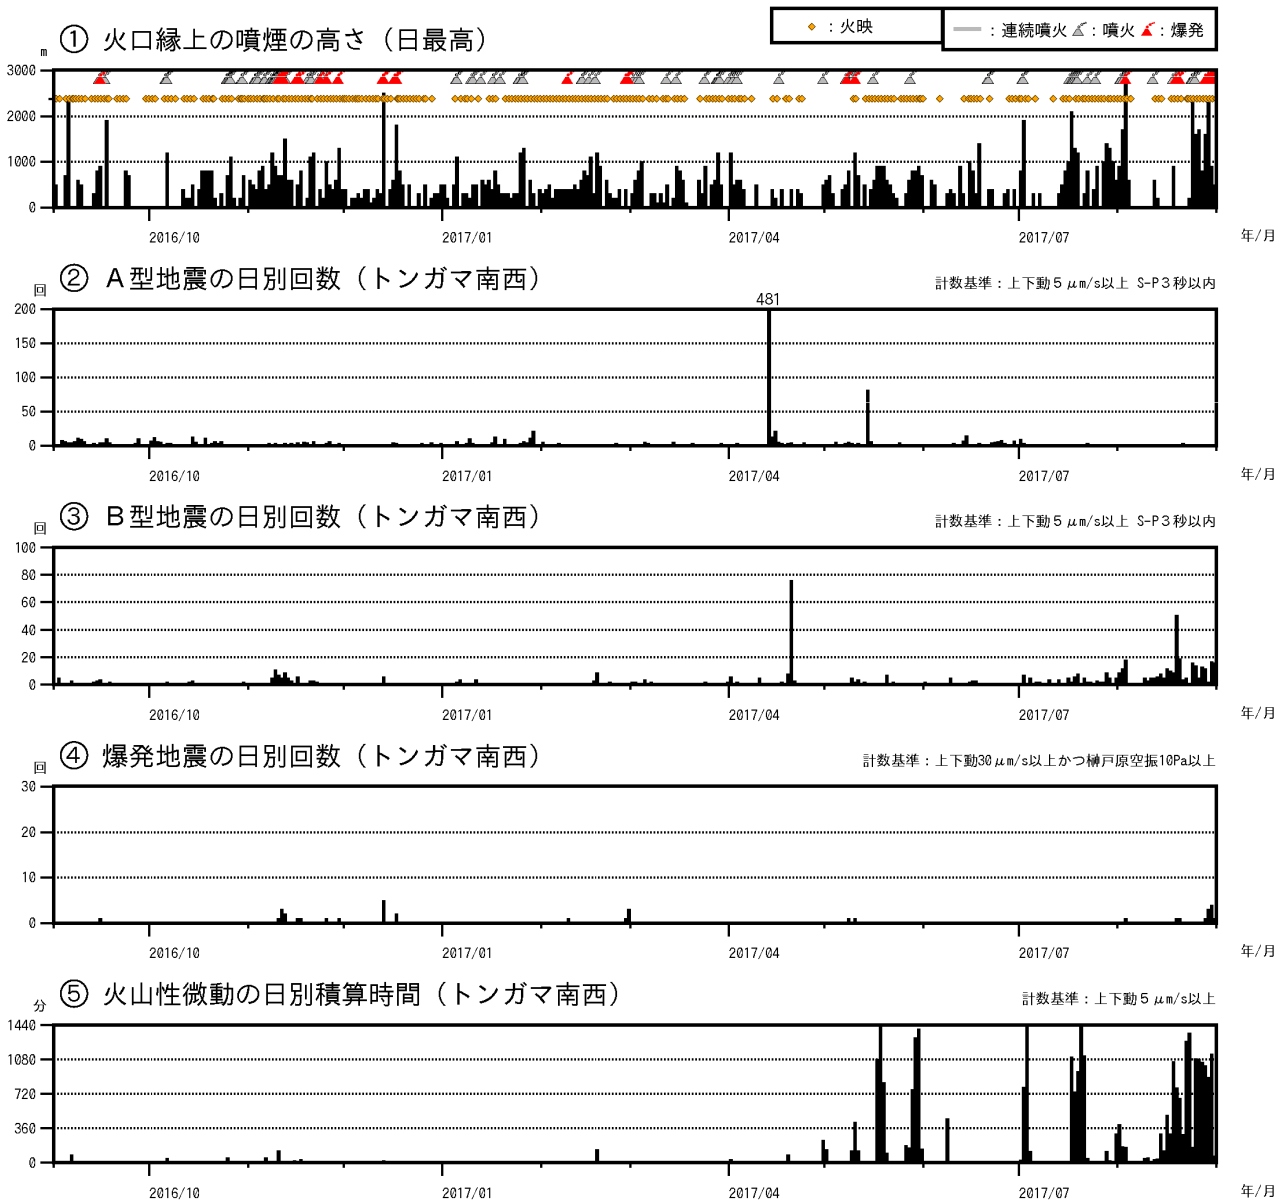 ① 火口縁上の噴煙の高さ（日最高）
：火映
：連続噴火 ：噴火 ：爆発
m
3000
2000
1000
0
2016/10 2017/01 2017/04 2017/07 年/月
② Ａ型地震の日別回数（トンガマ南西）
計数基準：上下動５μm/s以上 S-P３秒以内
回
481
200
150
100
50
0
2016/10 2017/01 2017/04 2017/07 年/月
③ Ｂ型地震の日別回数（トンガマ南西）
計数基準：上下動５μm/s以上 S-P３秒以内
回
100
80
60
40
20
0
2016/10 2017/01 2017/04 2017/07 年/月
④ 爆発地震の日別回数（トンガマ南西）
計数基準：上下動30μm/s以上かつ榊戸原空振10Pa以上
回
30
20
10
0
2016/10 2017/01 2017/04 2017/07 年/月
⑤ 火山性微動の日別積算時間（トンガマ南西）
計数基準：上下動５μm/s以上
分
1440
1080
720
360
0
2016/10 2017/01 2017/04 2017/07 年/月